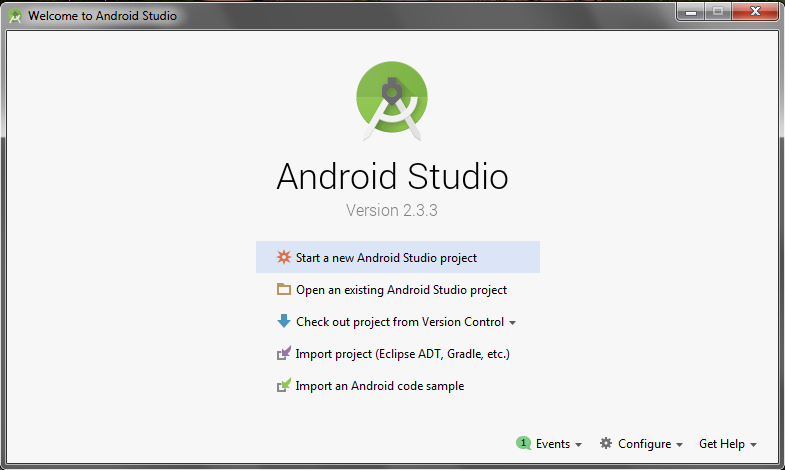 Welcome to Android Studio
Android Studio
Version 2.3.3
Start a new Android Studio project
Open an existing Android Studio project
Check out project from Version Control
Import project (Eclipse ADT, Gradle, etc.)
Import an Android code sample
1 Events Configure Get Help